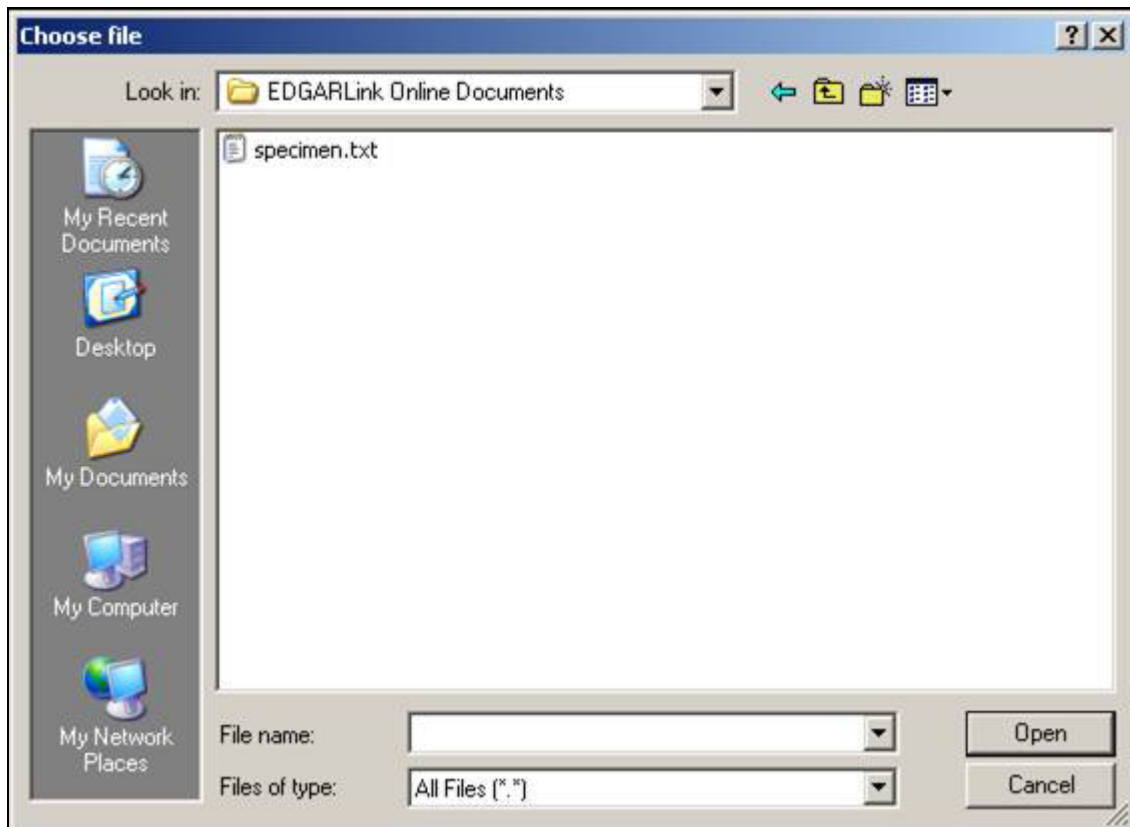 Choose file
Look in: EDGARLink Online Documents
specimen.txt
My Recent
Documents
Desktop
My Documents
My Computer
My Network
Places
File name:
Open
Files of type: All Files (*.*)
Cancel